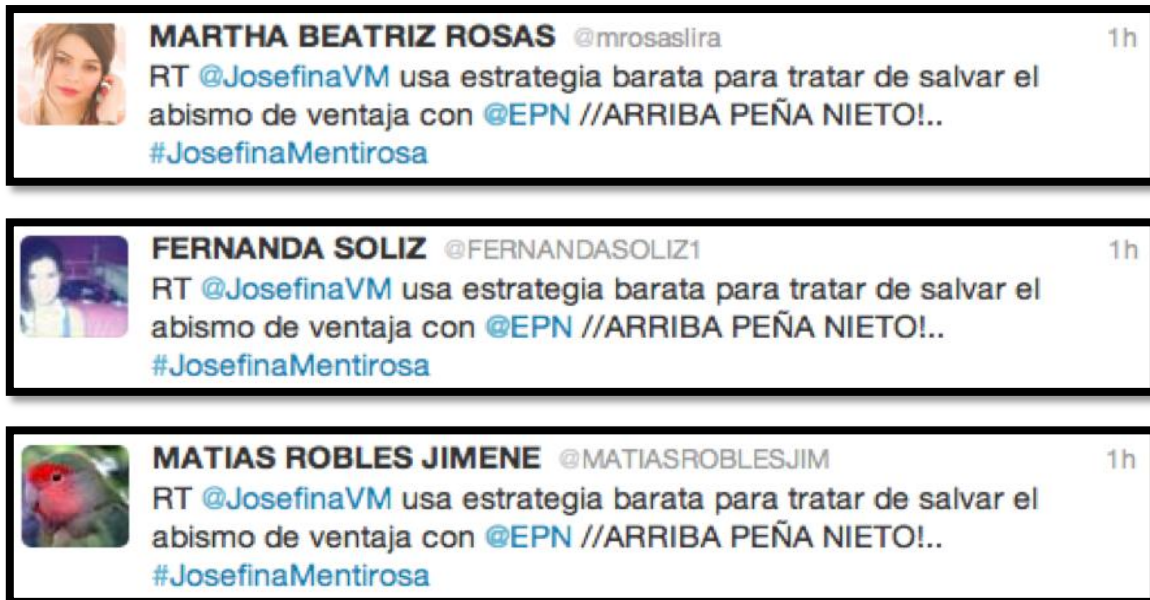 MARTHA BEATRIZ ROSAS @mrosaslira 1h
RT @JosefinaVM usa estrategia barata para tratar de salvar el
abismo de ventaja con @EPN //ARRIBA PEÑA NIETO!..
#JosefinaMentirosa
FERNANDA SOLIZ @FERNANDASOLIZ1 1h
RT @JosefinaVM usa estrategia barata para tratar de salvar el
abismo de ventaja con @EPN //ARRIBA PEÑA NIETO!..
#JosefinaMentirosa
MATIAS ROBLES JIMENE @MATIASROBLESJIM 1h
RT @JosefinaVM usa estrategia barata para tratar de salvar el
abismo de ventaja con @EPN //ARRIBA PEÑA NIETO!..
#JosefinaMentirosa